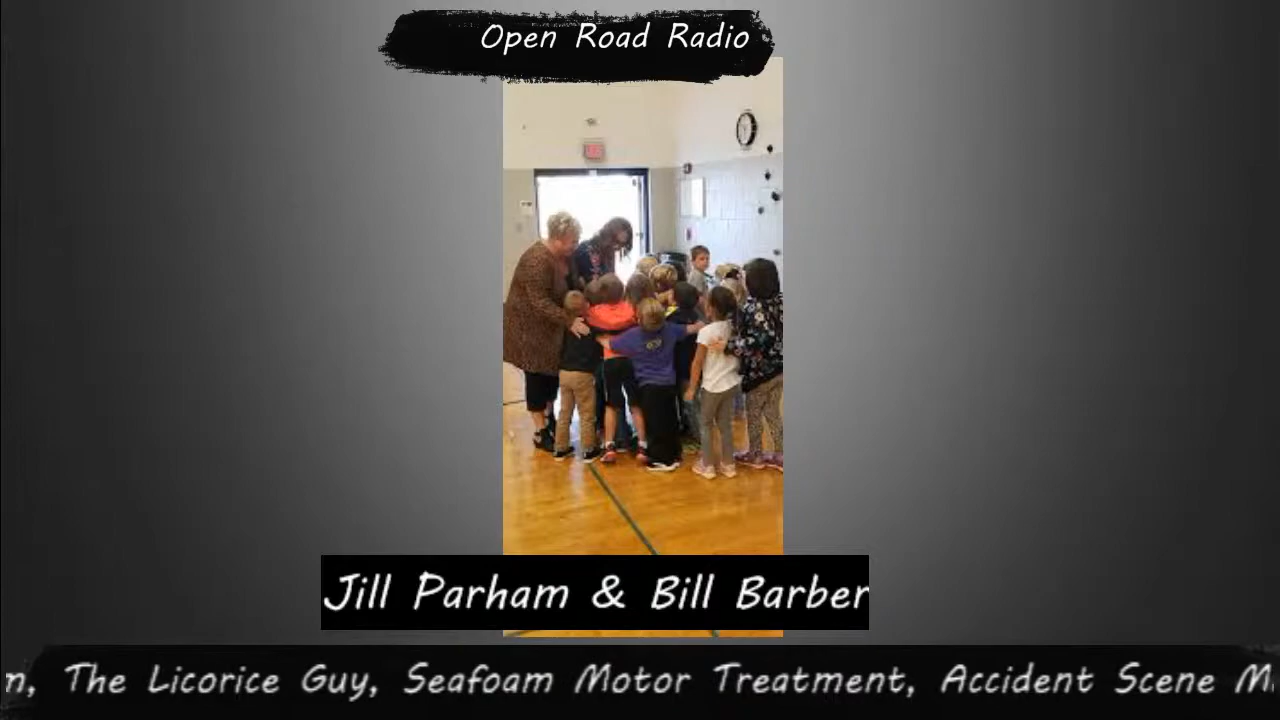 Open Road Radio
Jill Parham & Bill Barber
n, The Licorice Guy, Seafoam Motor Treatment, Accident Scene M